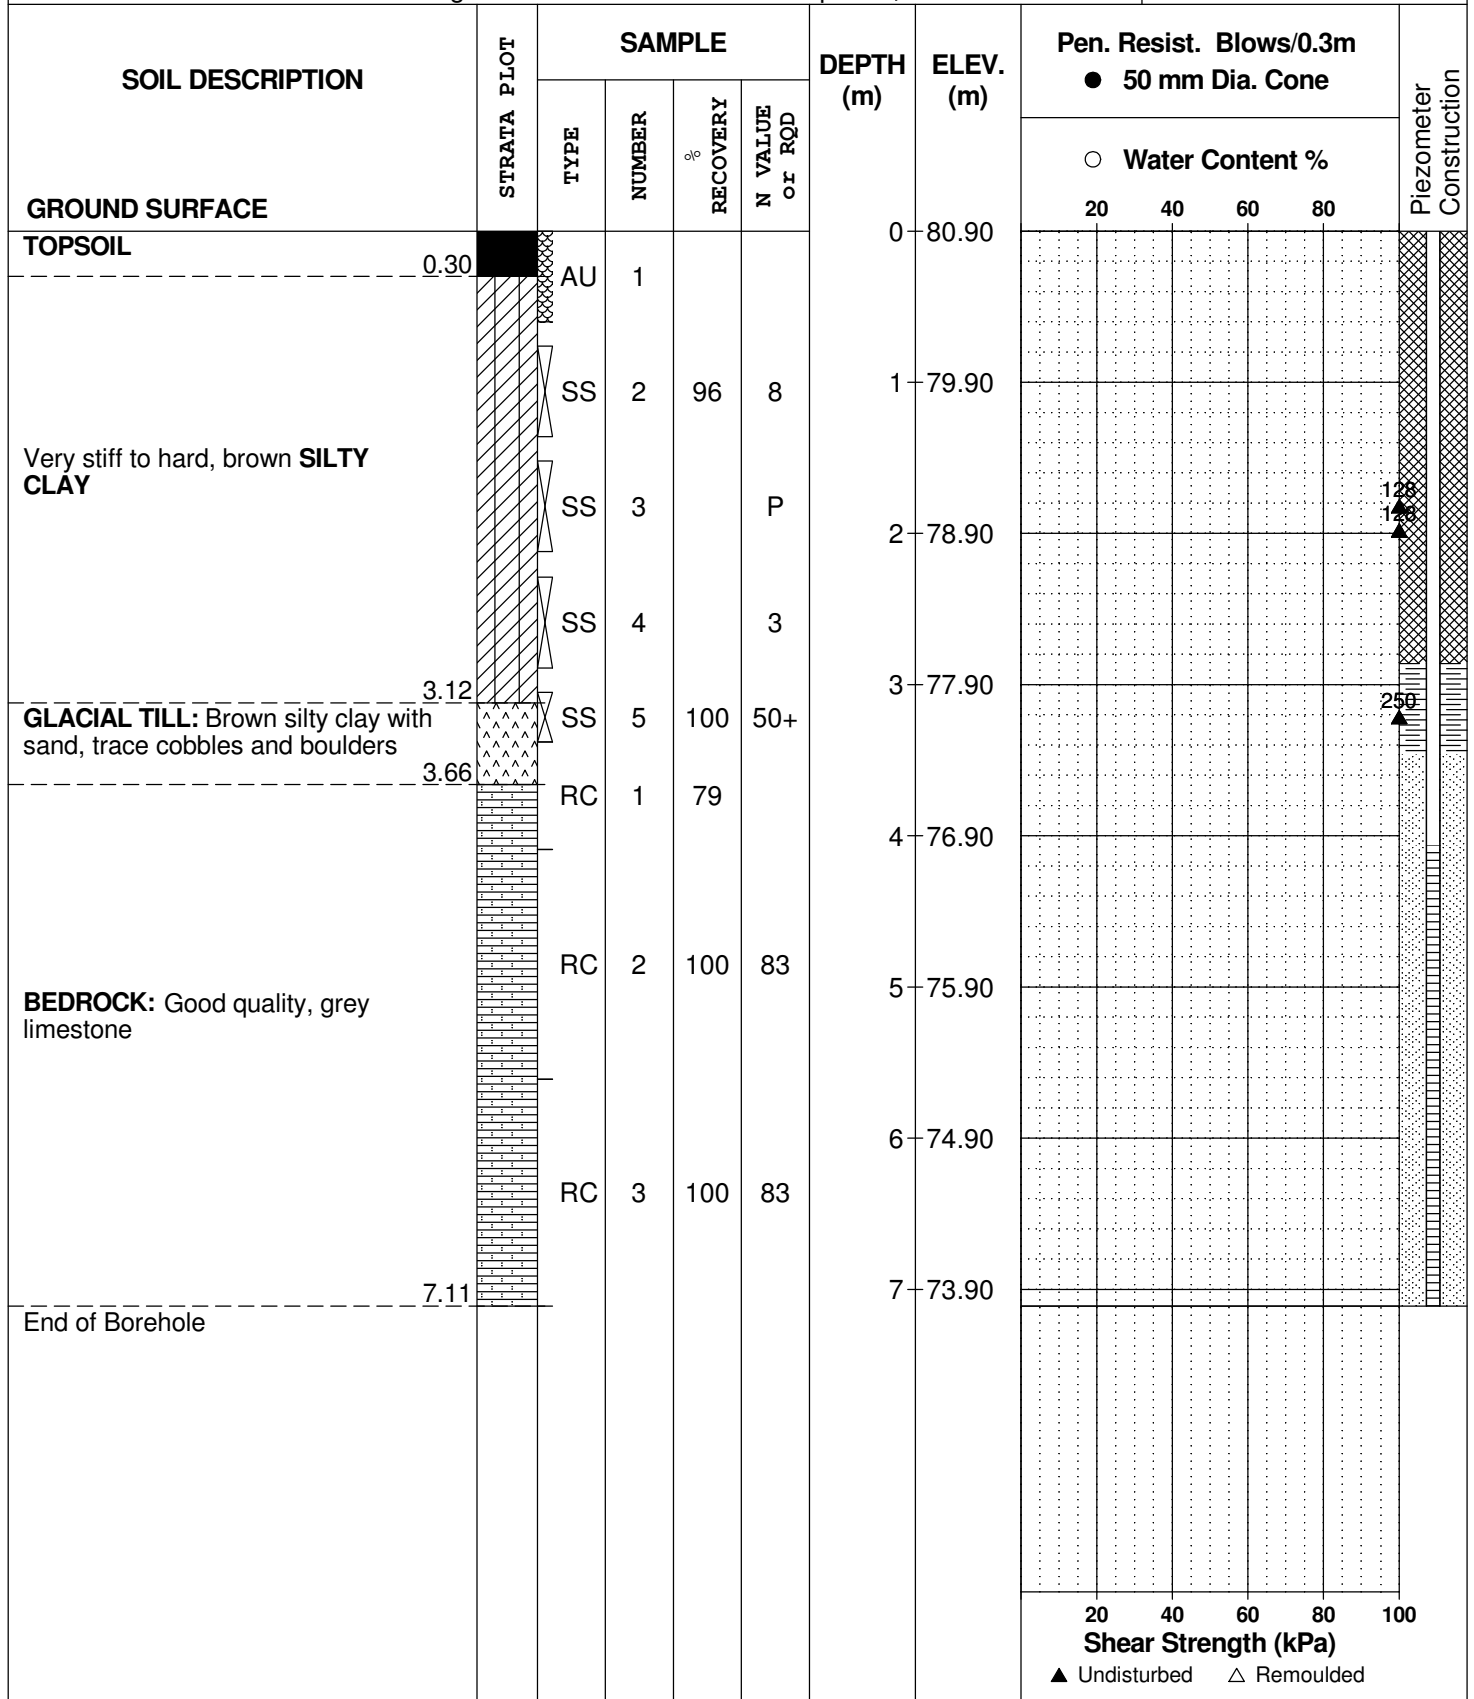 SOIL DESCRIPTION
GROUND SURFACE
STRATA PLOT
SAMPLE
TYPE
NUMBER
% RECOVERY
N VALUE
or RQD
DEPTH
(m)
ELEV.
(m)
Pen. Resist. Blows/0.3m
● 50 mm Dia. Cone
○ Water Content %
20 40 60 80
Piezometer
Construction
0 80.90
TOPSOIL
0.30
AU 1
SS 2 96 8
1 79.90
Very stiff to hard, brown SILTY
CLAY
128
SS 3 P
128
2 78.90
SS 4 3
3 77.90
3.12
250
GLACIAL TILL: Brown silty clay with
sand, trace cobbles and boulders
SS 5 100 50+
3.66
RC 1 79
4 76.90
RC 2 100 83
5 75.90
BEDROCK: Good quality, grey
limestone
6 74.90
RC 3 100 83
7 73.90
7.11
End of Borehole
20 40 60 80 100
Shear Strength (kPa)
▲ Undisturbed △ Remoulded